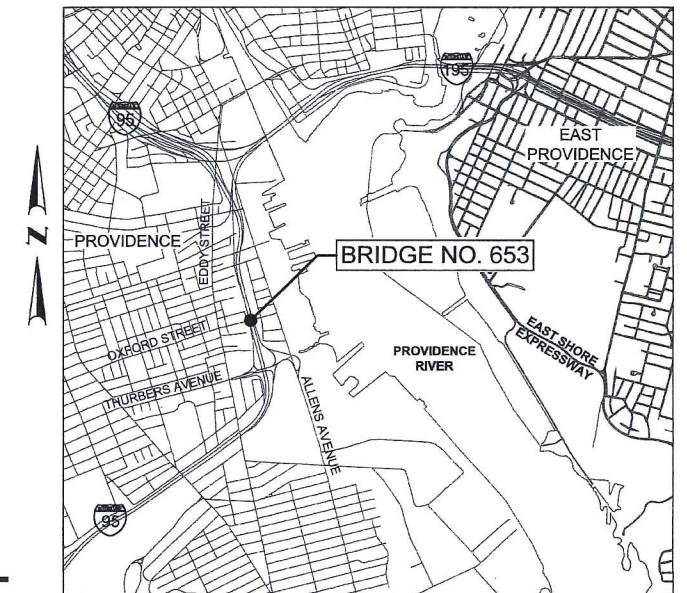 195
95
EAST
PROVIDENCE
N
PROVIDENCE
EDDY STREET
BRIDGE NO. 653
OXFORD STREET
THURBERS AVENUE
ALLENS AVENUE
PROVIDENCE
RIVER
EAST SHORE
EXPRESSWAY
95